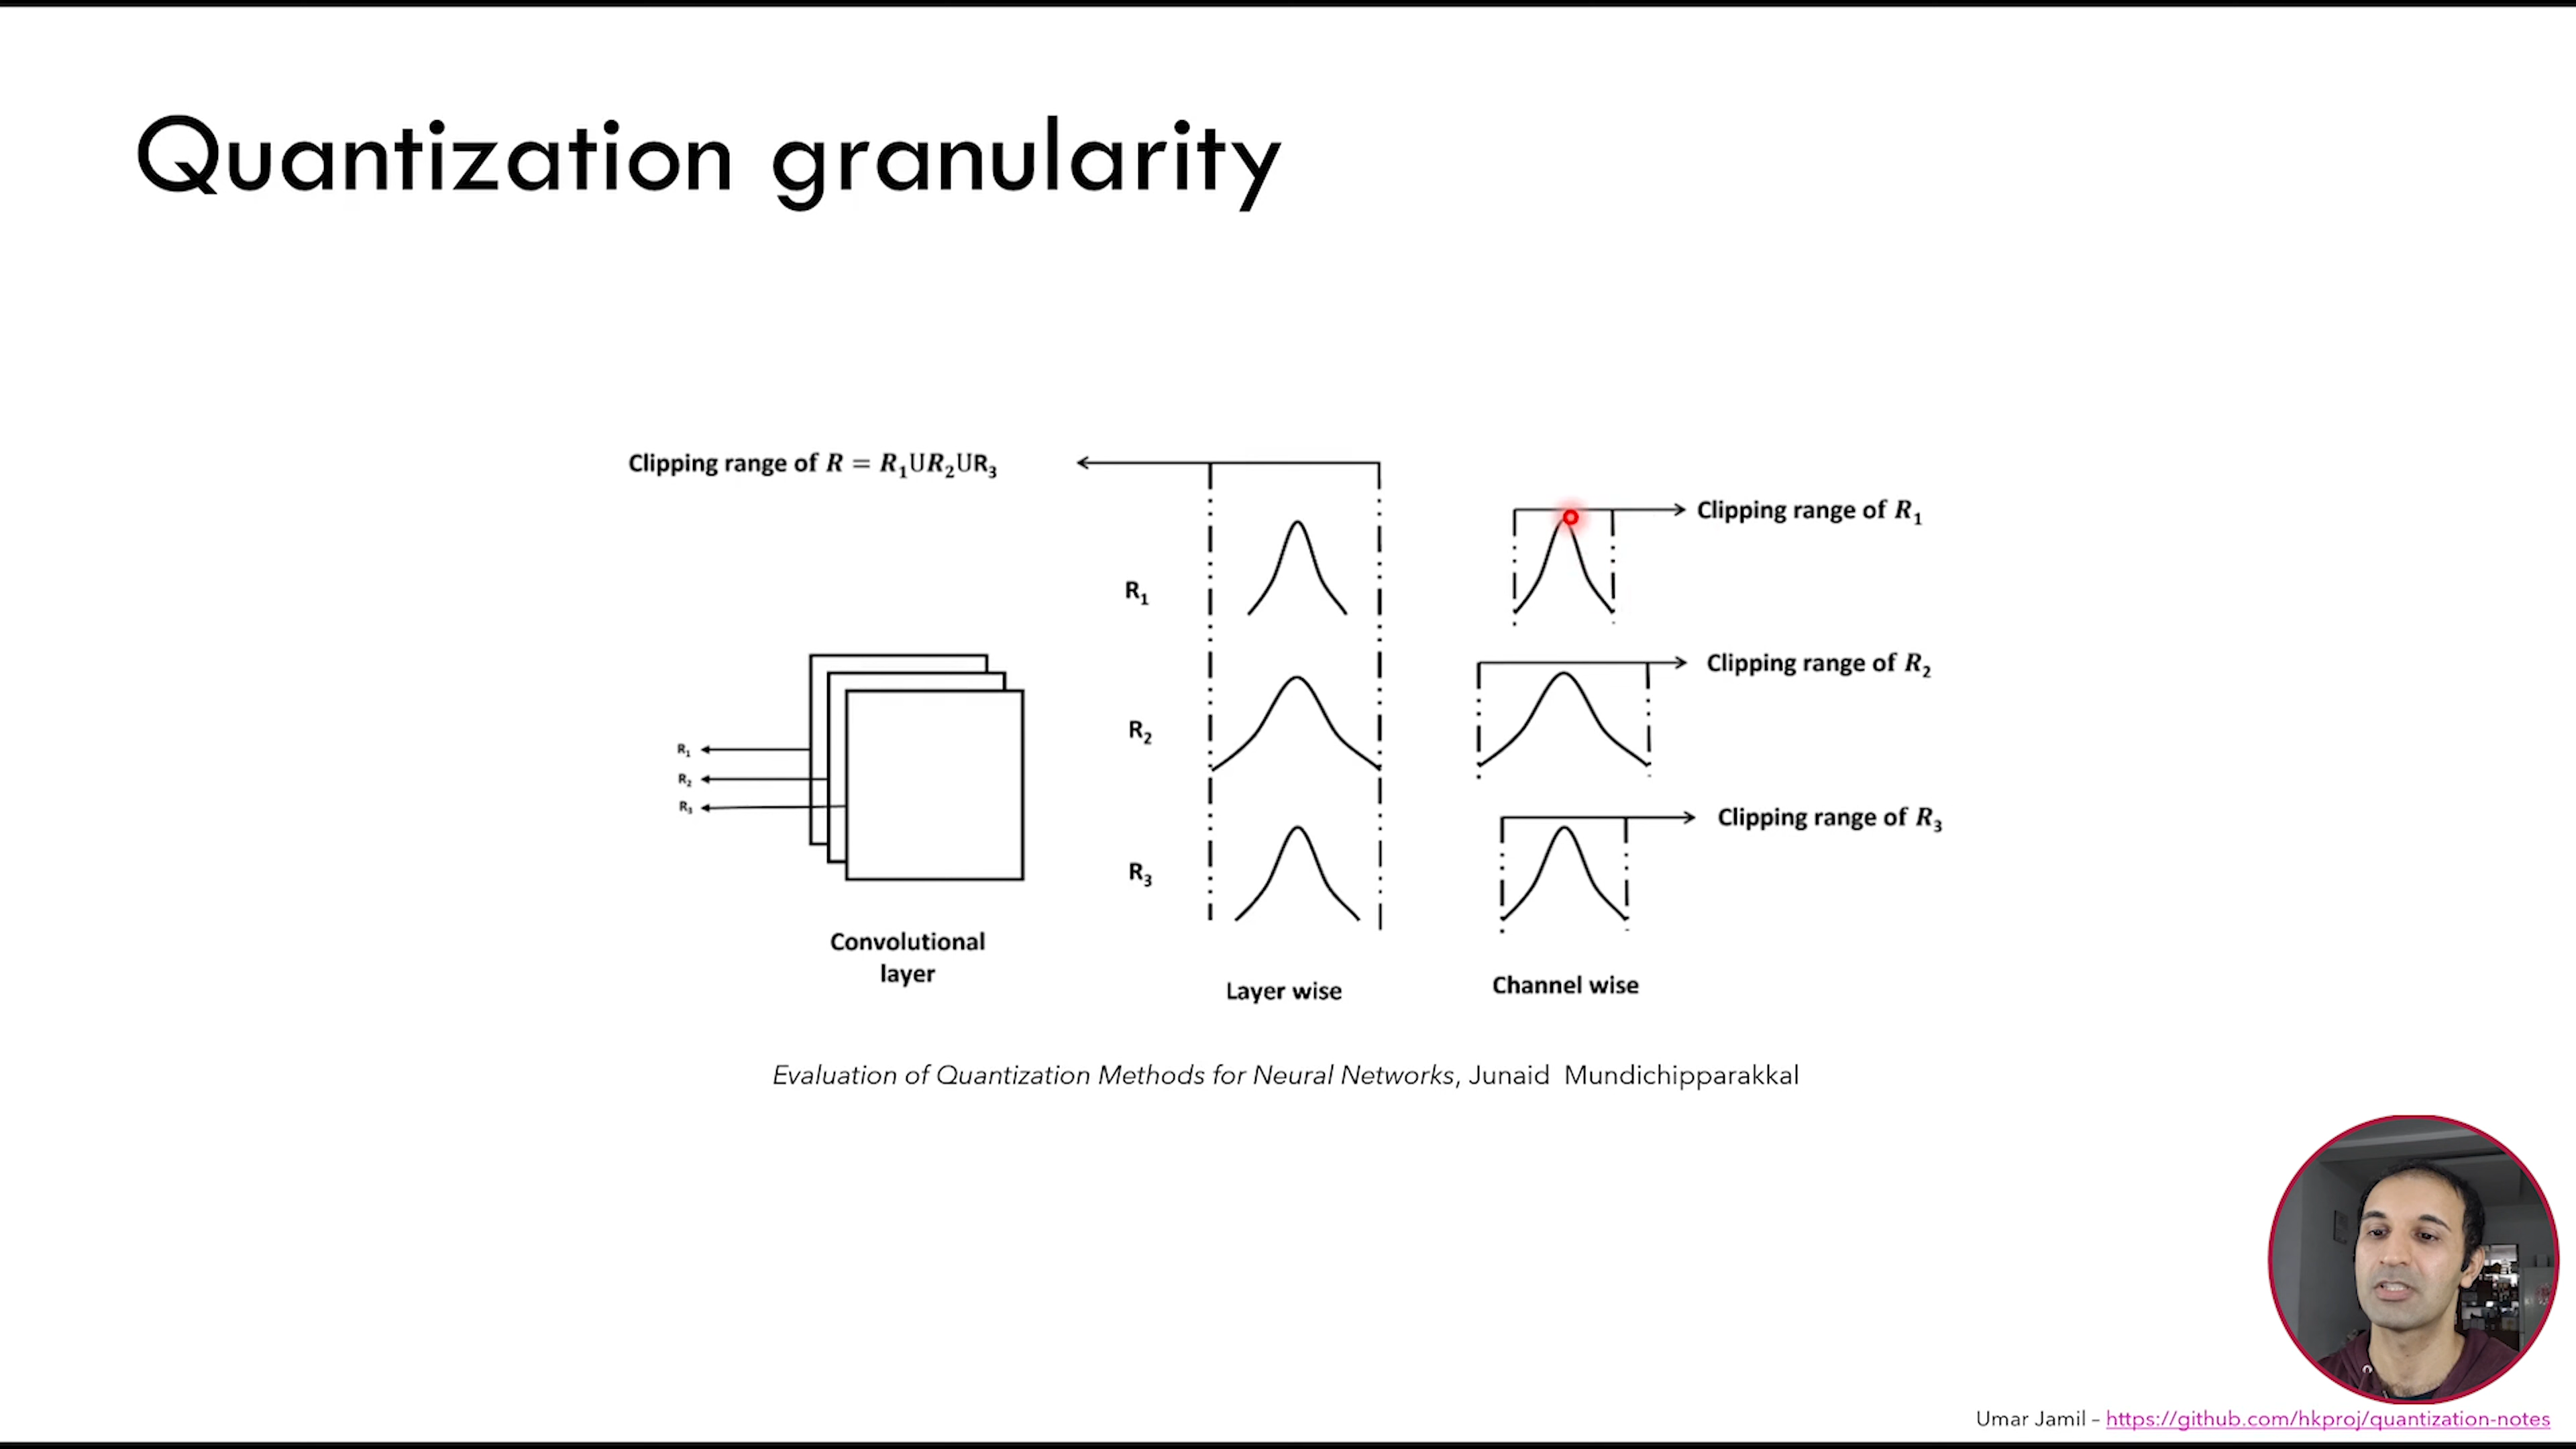 Quantization granularity
Clipping range of R = R₁UR₂UR₃
Clipping range of R₁
R₁
Clipping range of R₂
R₂
R₁
R₂
R₃
Clipping range of R₃
R₃
Convolutional
layer
Layer wise
Channel wise
Evaluation of Quantization Methods for Neural Networks, Junaid Mundichipparakkal
Umar Jamil – https://github.com/hkproj/quantization-notes